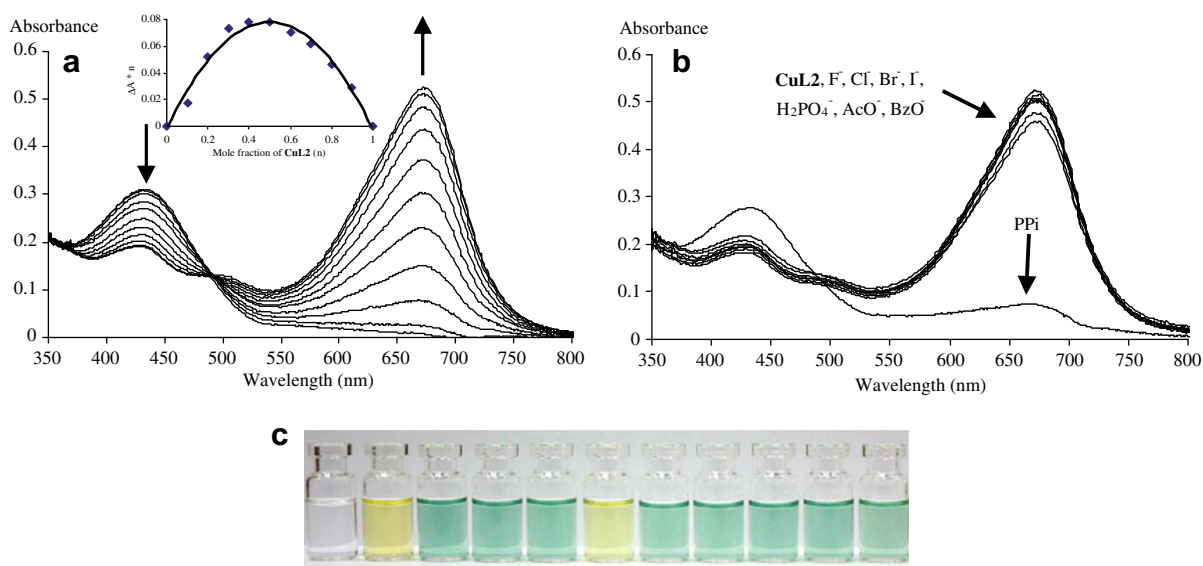 Absorbance
a
0.6
0.5
0.4
0.3
0.2
0.1
0
350 400 450 500 550 600 650 700 750 800
Wavelength (nm)
ΔA * n
0.08
0.06
0.04
0.02
0
0 0.2 0.4 0.6 0.8 1
Mole fraction of CuL2 (n)
Absorbance
b
0.6
0.5
0.4
0.3
0.2
0.1
0
CuL2, F⁻, Cl⁻, Br⁻, I⁻,
H₂PO₄⁻, AcO⁻, BzO⁻
PPi
350 400 450 500 550 600 650 700 750 800
Wavelength (nm)
c